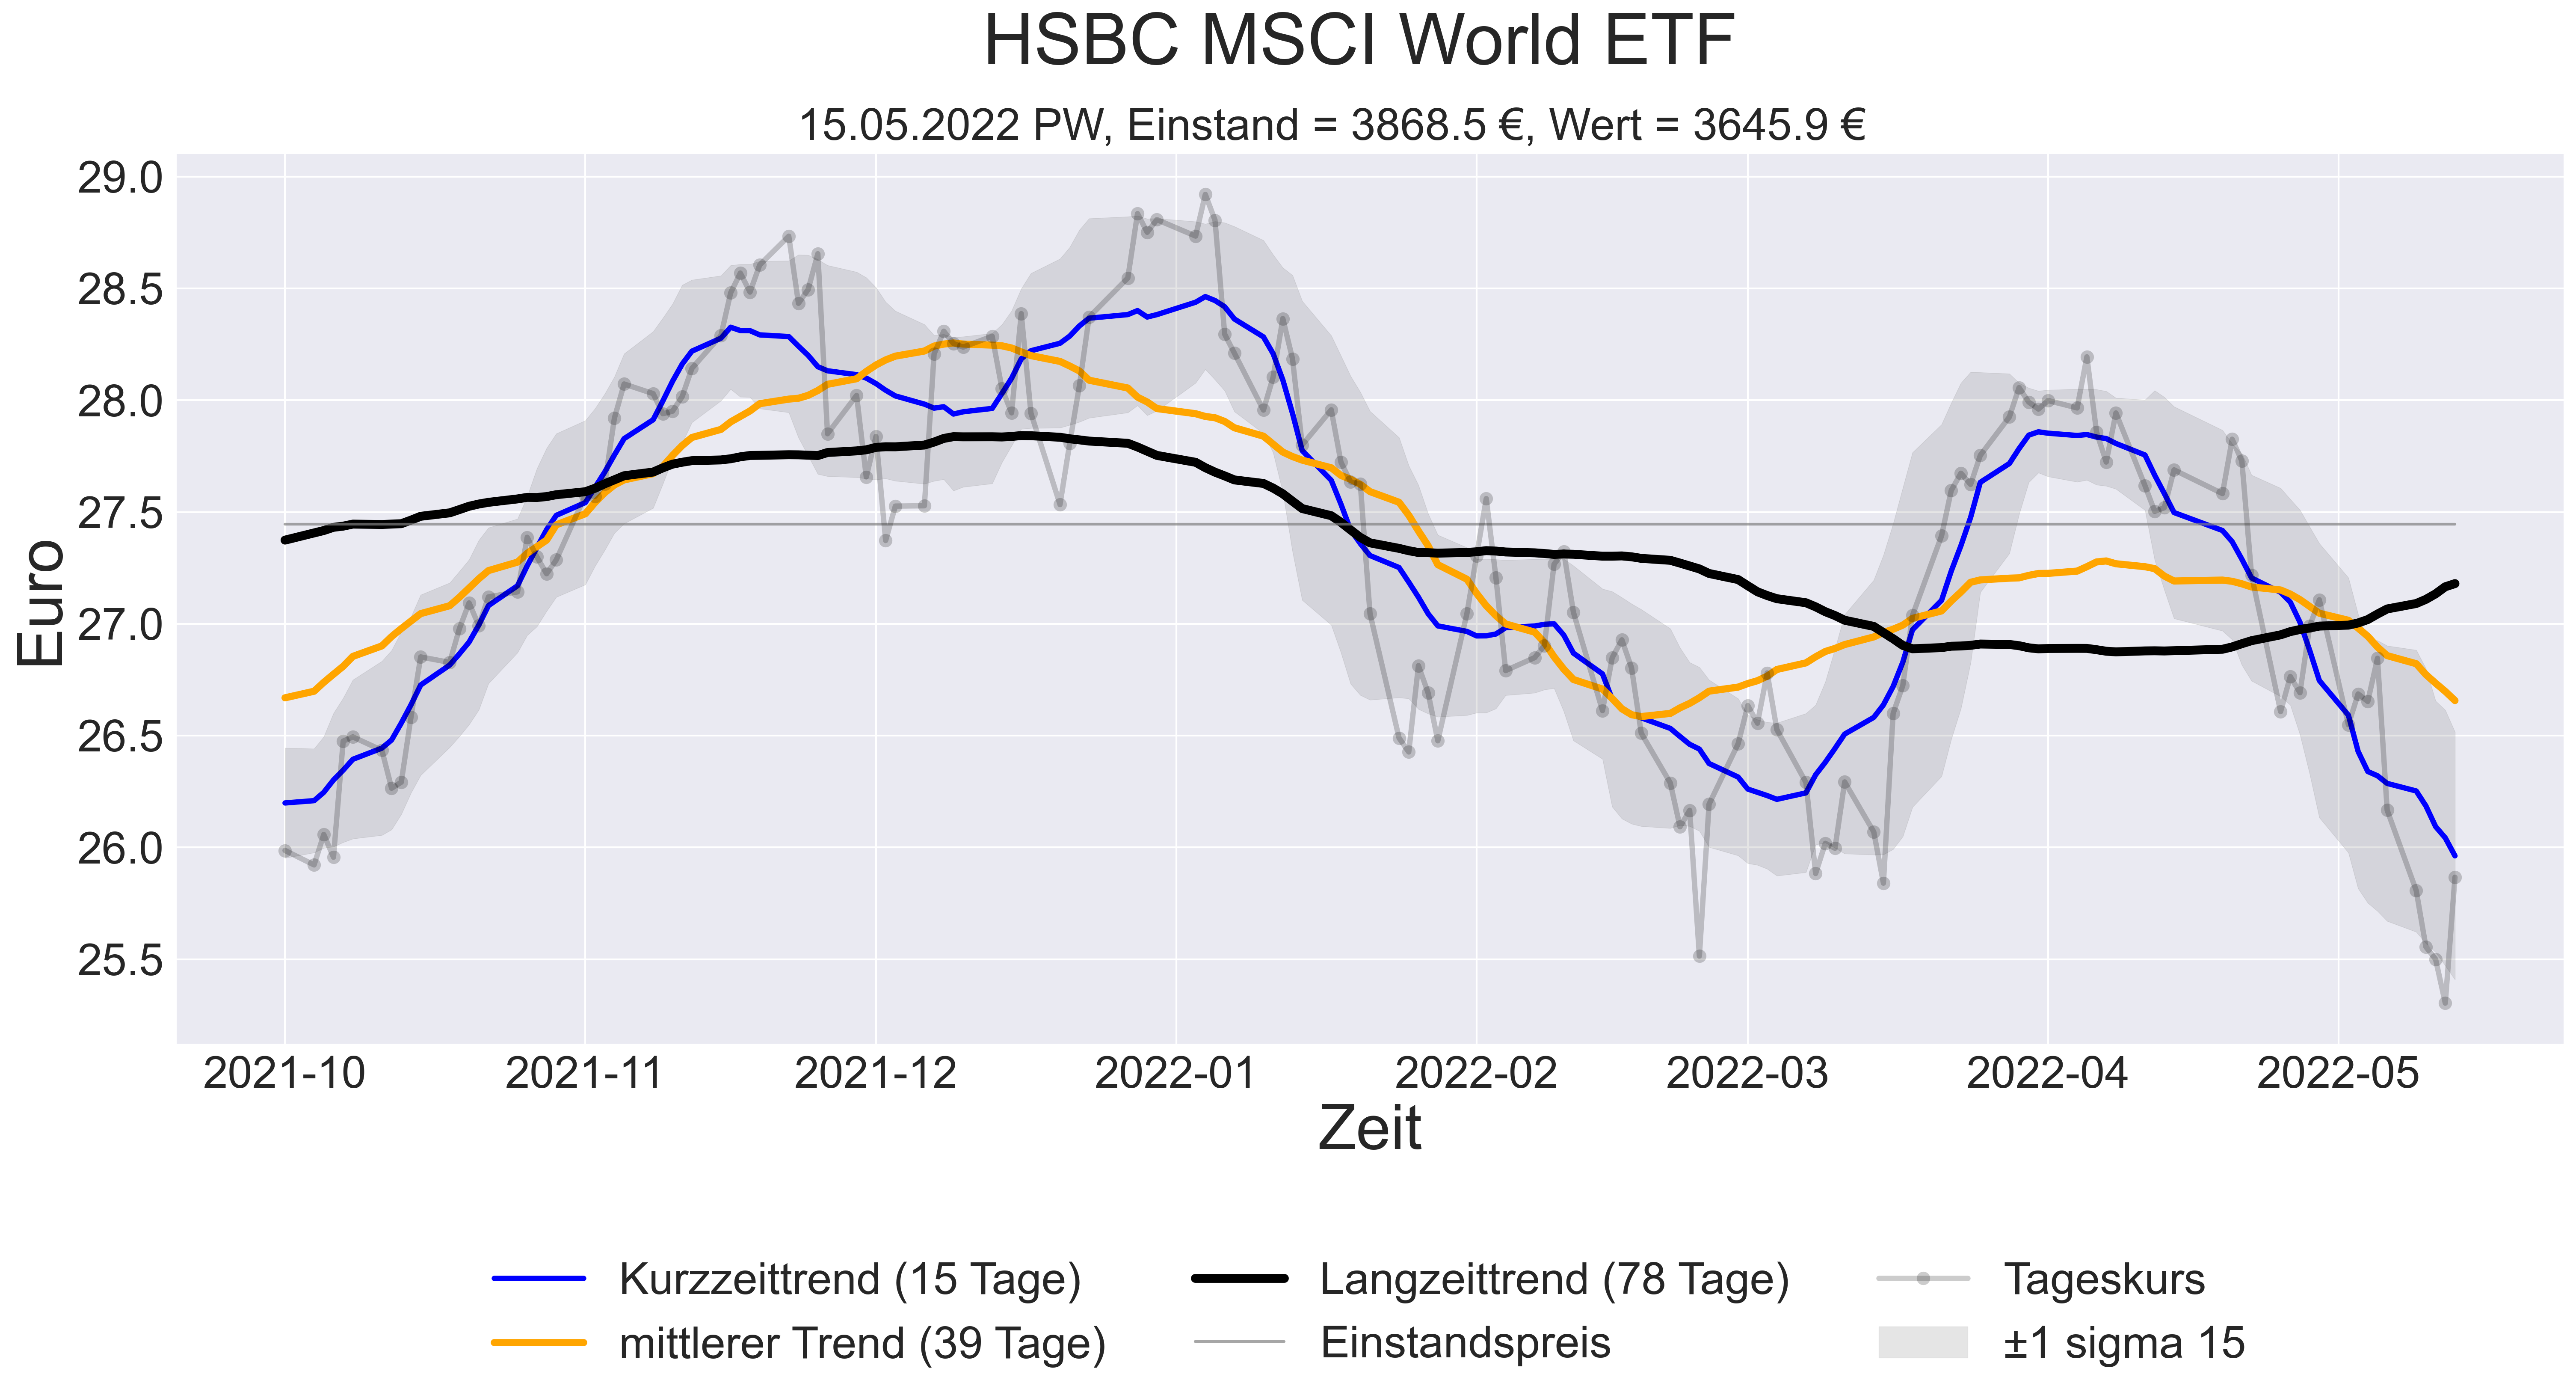 HSBC MSCI World ETF
15.05.2022 PW, Einstand = 3868.5 €, Wert = 3645.9 €
29.0
28.5
28.0
27.5
27.0
26.5
26.0
25.5
Euro
2021-10 2021-11 2021-12 2022-01 2022-02 2022-03 2022-04 2022-05
Zeit
Kurzzeittrend (15 Tage) Langzeittrend (78 Tage) Tageskurs
mittlerer Trend (39 Tage) Einstandspreis ±1 sigma 15